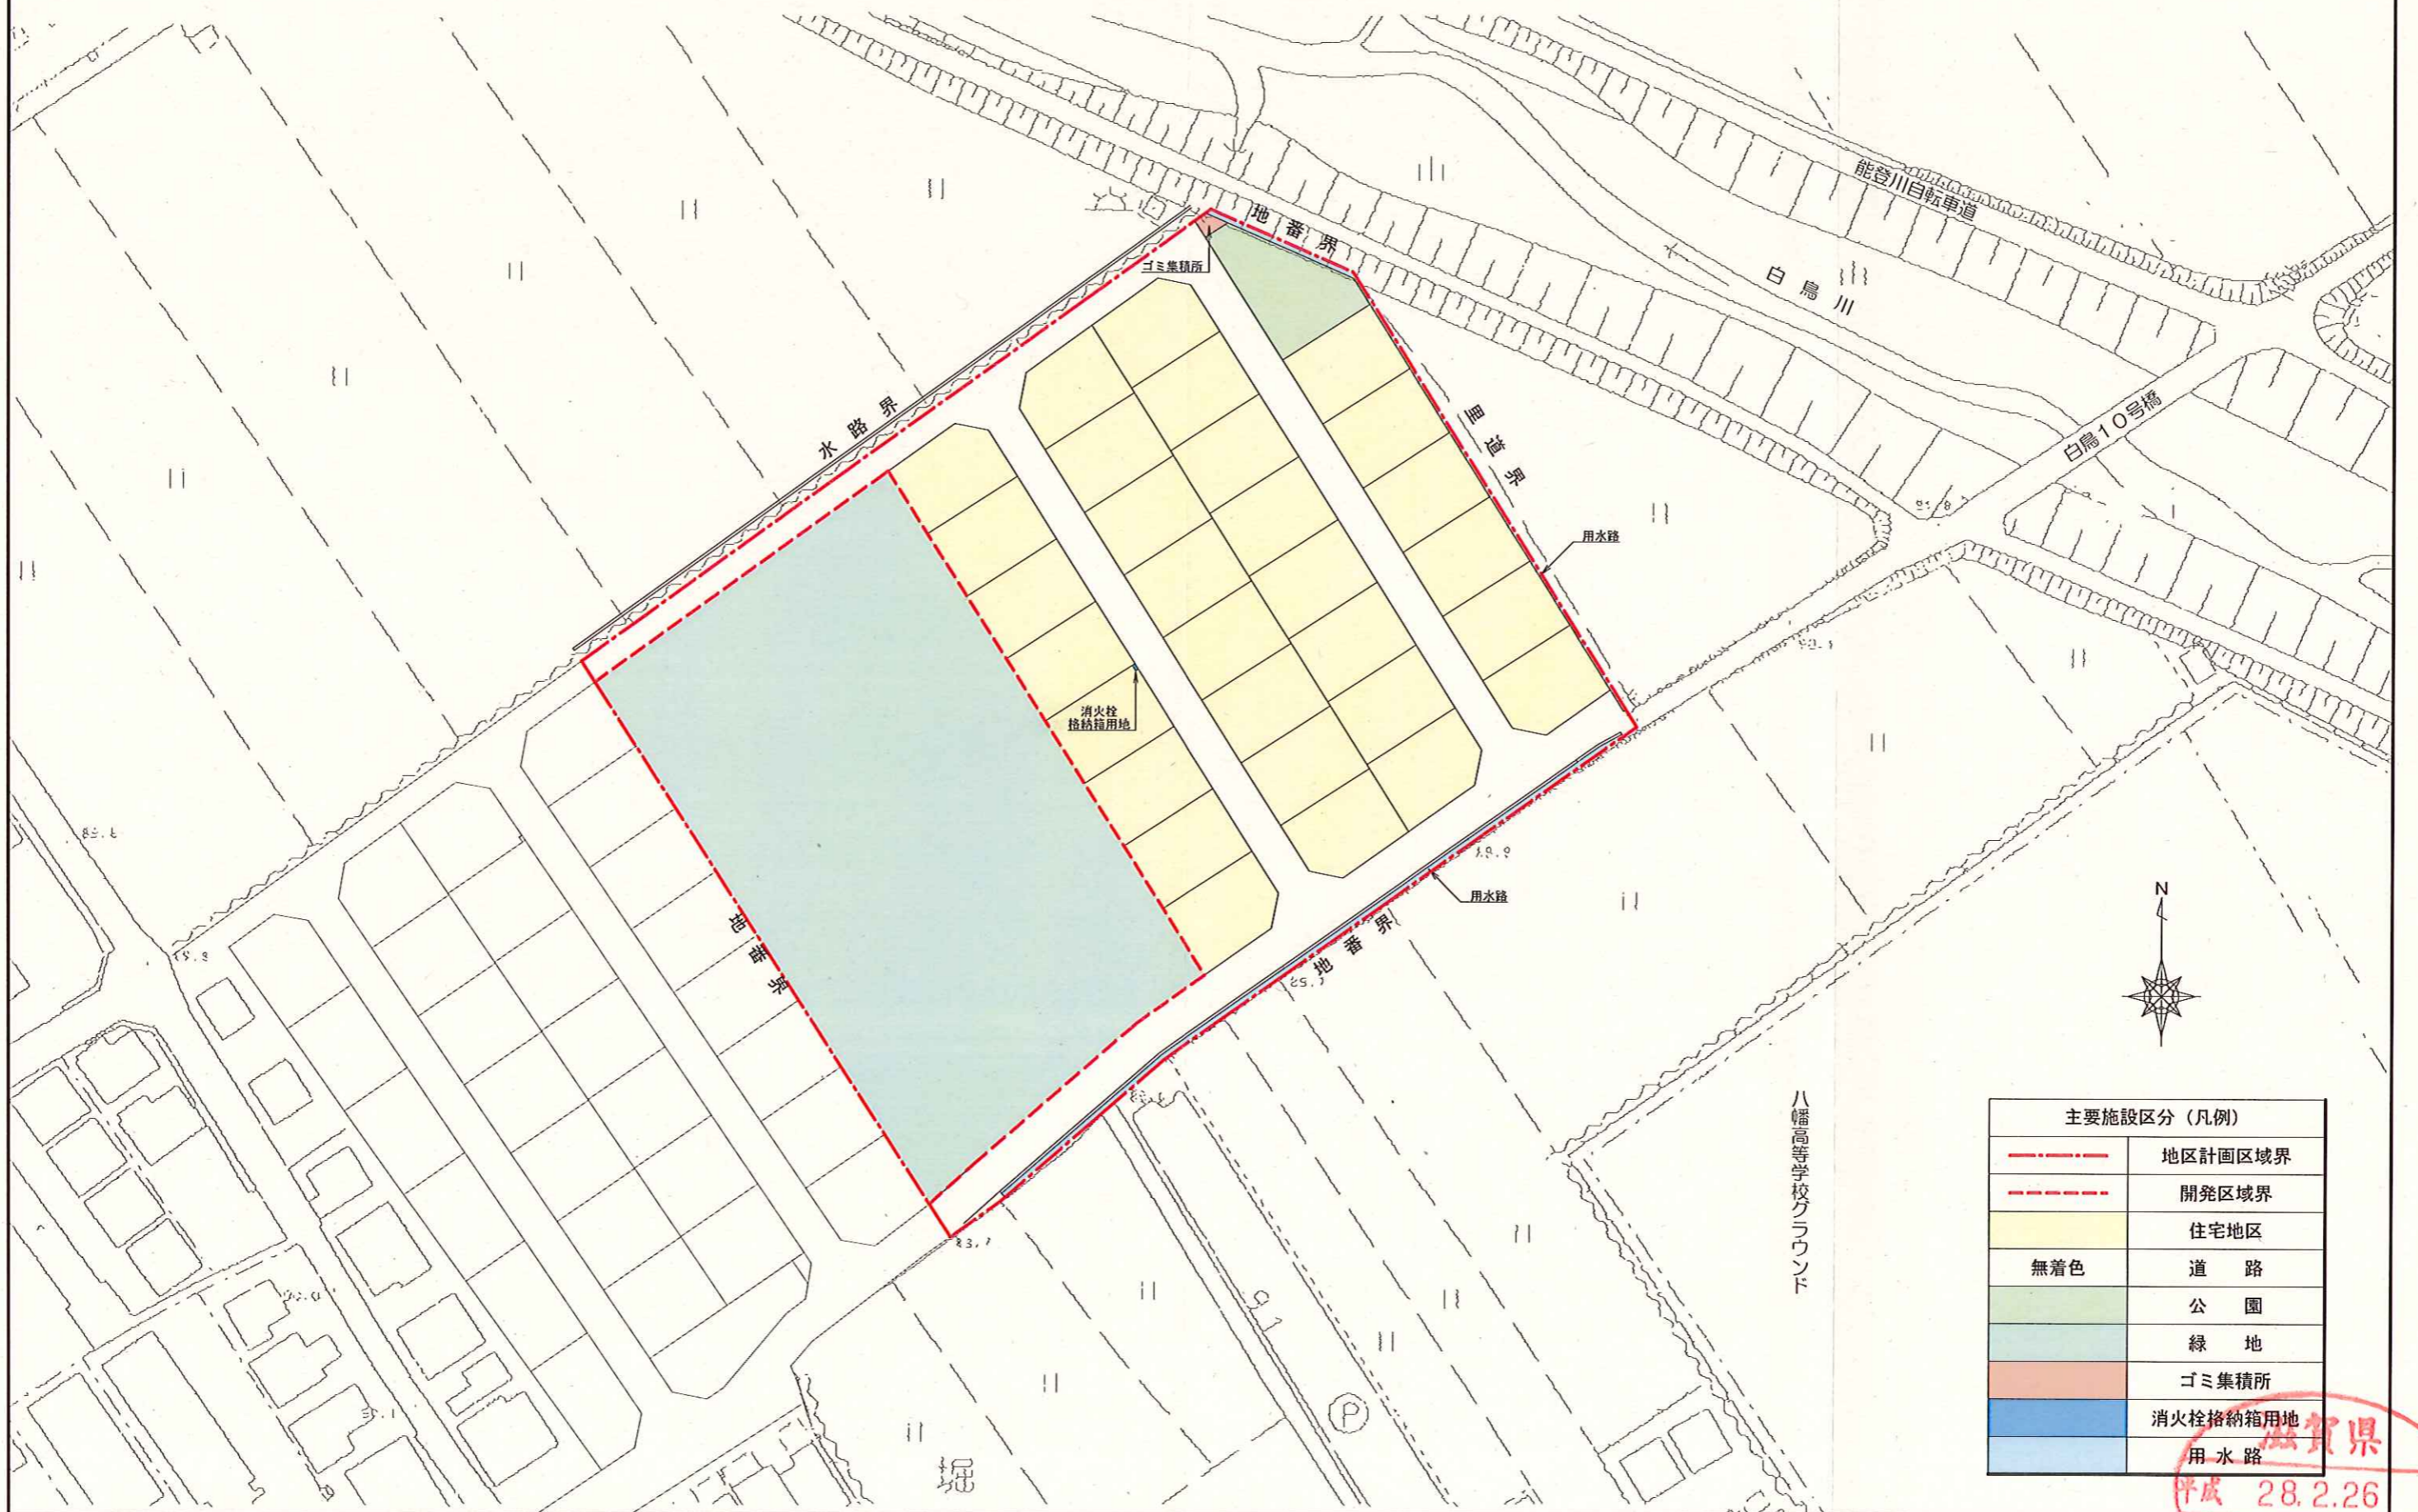 能登川自転車道
地番界
ゴミ集積所
白鳥川
水路界
里道界
白鳥10号橋
用水路
消火栓
格納箱用地
用水路
地番界
地番界
N
八幡高等学校グラウンド
P
堀
主要施設区分（凡例）
地区計画区域界
開発区域界
住宅地区
無着色 道 路
公 園
緑 地
ゴミ集積所
消火栓格納箱用地
用 水 路
滋賀県
平成 28.2.26